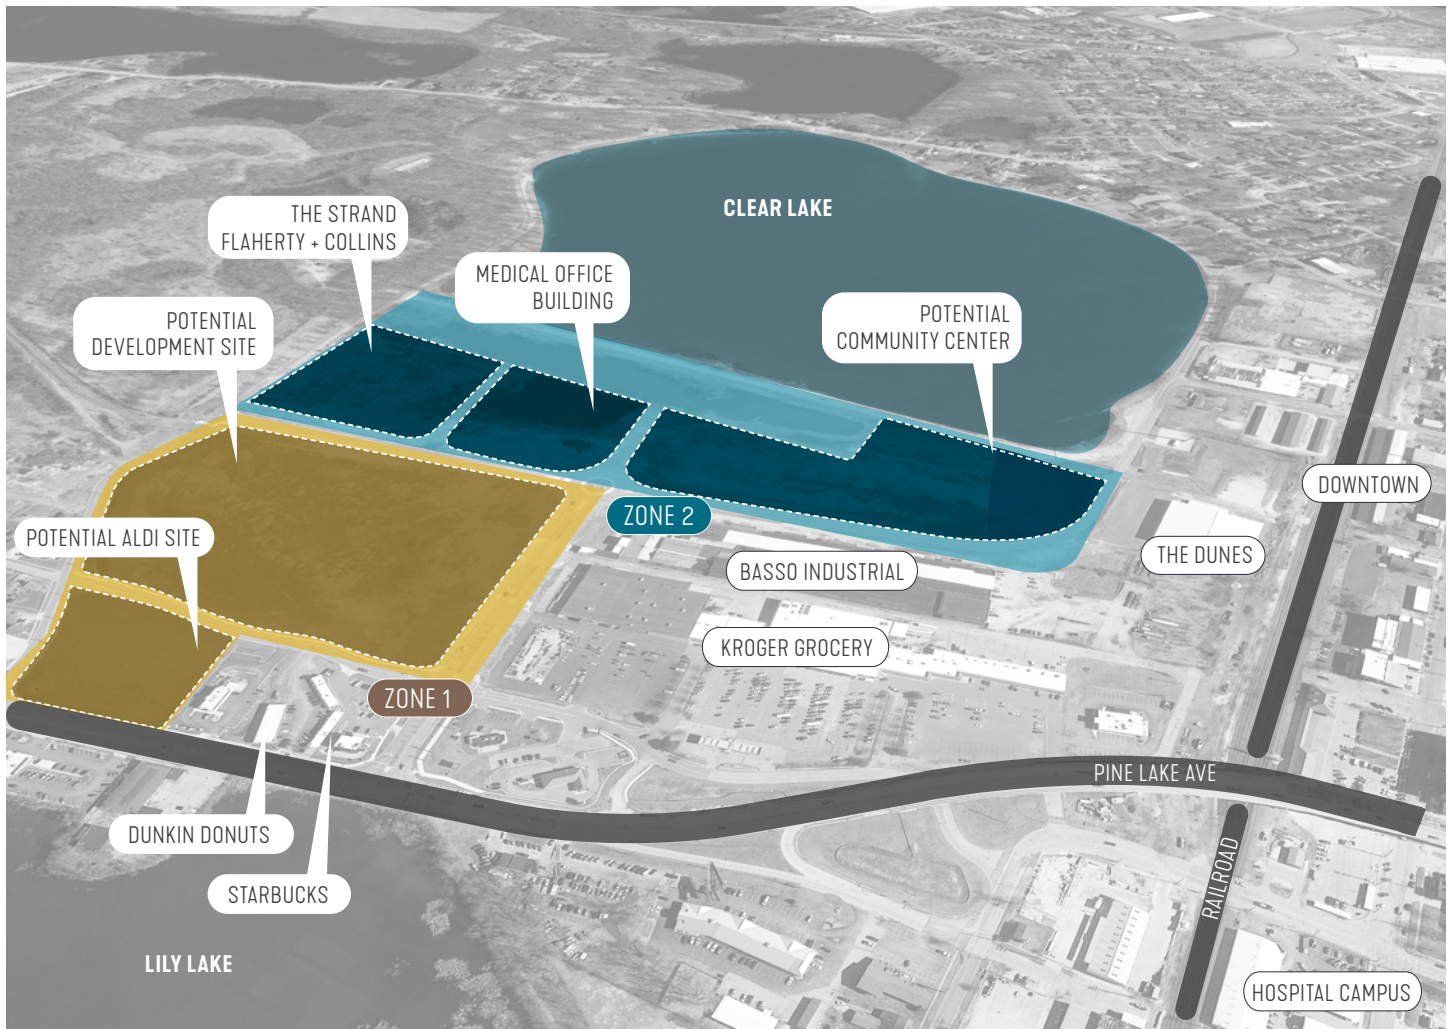 CLEAR LAKE
THE STRAND
FLAHERTY + COLLINS
MEDICAL OFFICE
BUILDING
POTENTIAL
DEVELOPMENT SITE
POTENTIAL
COMMUNITY CENTER
DOWNTOWN
ZONE 2
POTENTIAL ALDI SITE
THE DUNES
BASSO INDUSTRIAL
KROGER GROCERY
ZONE 1
PINE LAKE AVE
DUNKIN DONUTS
STARBUCKS
RAILROAD
LILY LAKE
HOSPITAL CAMPUS